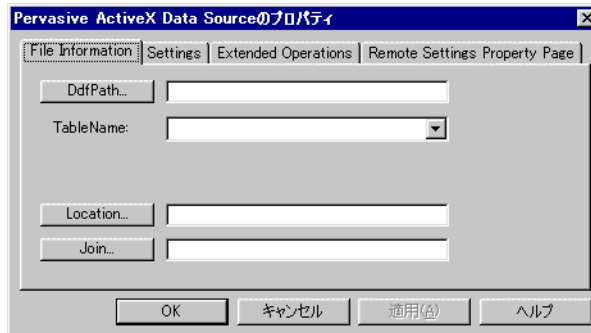 Pervasive ActiveX Data Sourceのプロパティ
File Information Settings Extended Operations Remote Settings Property Page
DdfPath...
TableName:
Location...
Join...
OK キャンセル 適用(A) ヘルプ